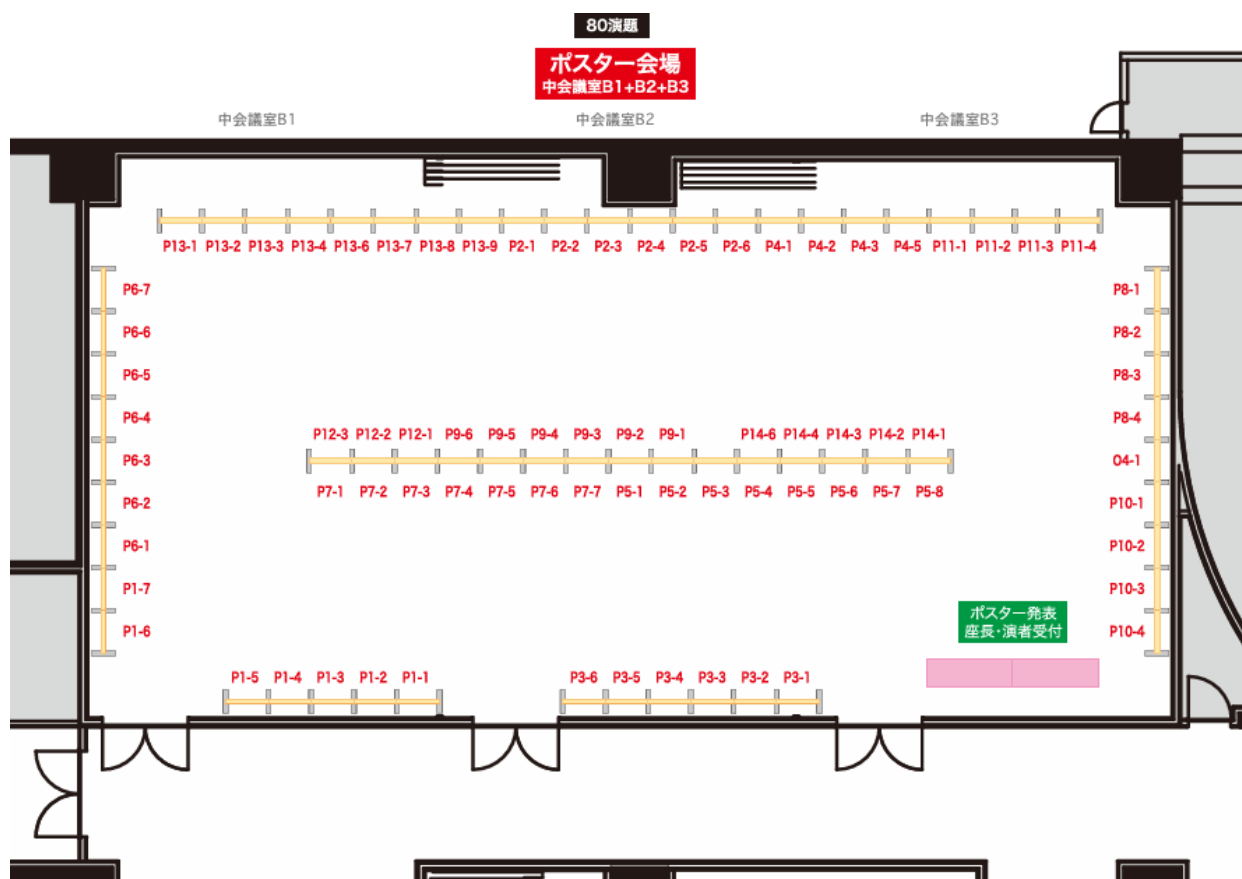 80演題
ポスター会場
中会議室B1+B2+B3
中会議室B1 中会議室B2 中会議室B3
P13-1 P13-2 P13-3 P13-4 P13-6 P13-7 P13-8 P13-9 P2-1 P2-2 P2-3 P2-4 P2-5 P2-6 P4-1 P4-2 P4-3 P4-5 P11-1 P11-2 P11-3 P11-4
P6-7
P6-6
P6-5
P6-4
P6-3
P6-2
P6-1
P1-7
P1-6
P12-3 P12-2 P12-1 P9-6 P9-5 P9-4 P9-3 P9-2 P9-1 P14-6 P14-4 P14-3 P14-2 P14-1
P7-1 P7-2 P7-3 P7-4 P7-5 P7-6 P7-7 P5-1 P5-2 P5-3 P5-4 P5-5 P5-6 P5-7 P5-8
P8-1
P8-2
P8-3
P8-4
O4-1
P10-1
P10-2
P10-3
P10-4
ポスター発表
座長・演者受付
P1-5 P1-4 P1-3 P1-2 P1-1
P3-6 P3-5 P3-4 P3-3 P3-2 P3-1